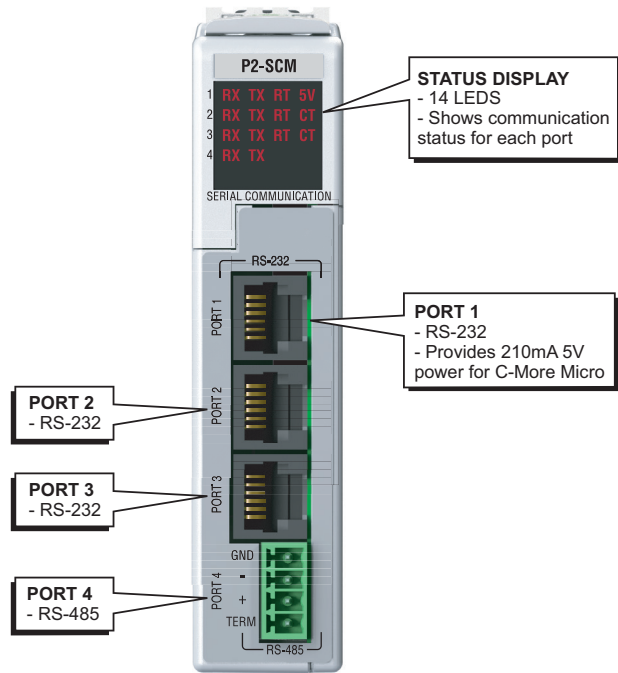 P2-SCM
1 RX TX RT 5V
2 RX TX RT CT
3 RX TX RT CT
4 RX TX
SERIAL COMMUNICATION
STATUS DISPLAY
- 14 LEDS
- Shows communication
status for each port
RS-232
PORT 1
PORT 1
- RS-232
- Provides 210mA 5V
power for C-More Micro
PORT 2
- RS-232
PORT 2
PORT 3
- RS-232
PORT 3
PORT 4
- RS-485
PORT 4
GND
-
+
TERM
RS-485